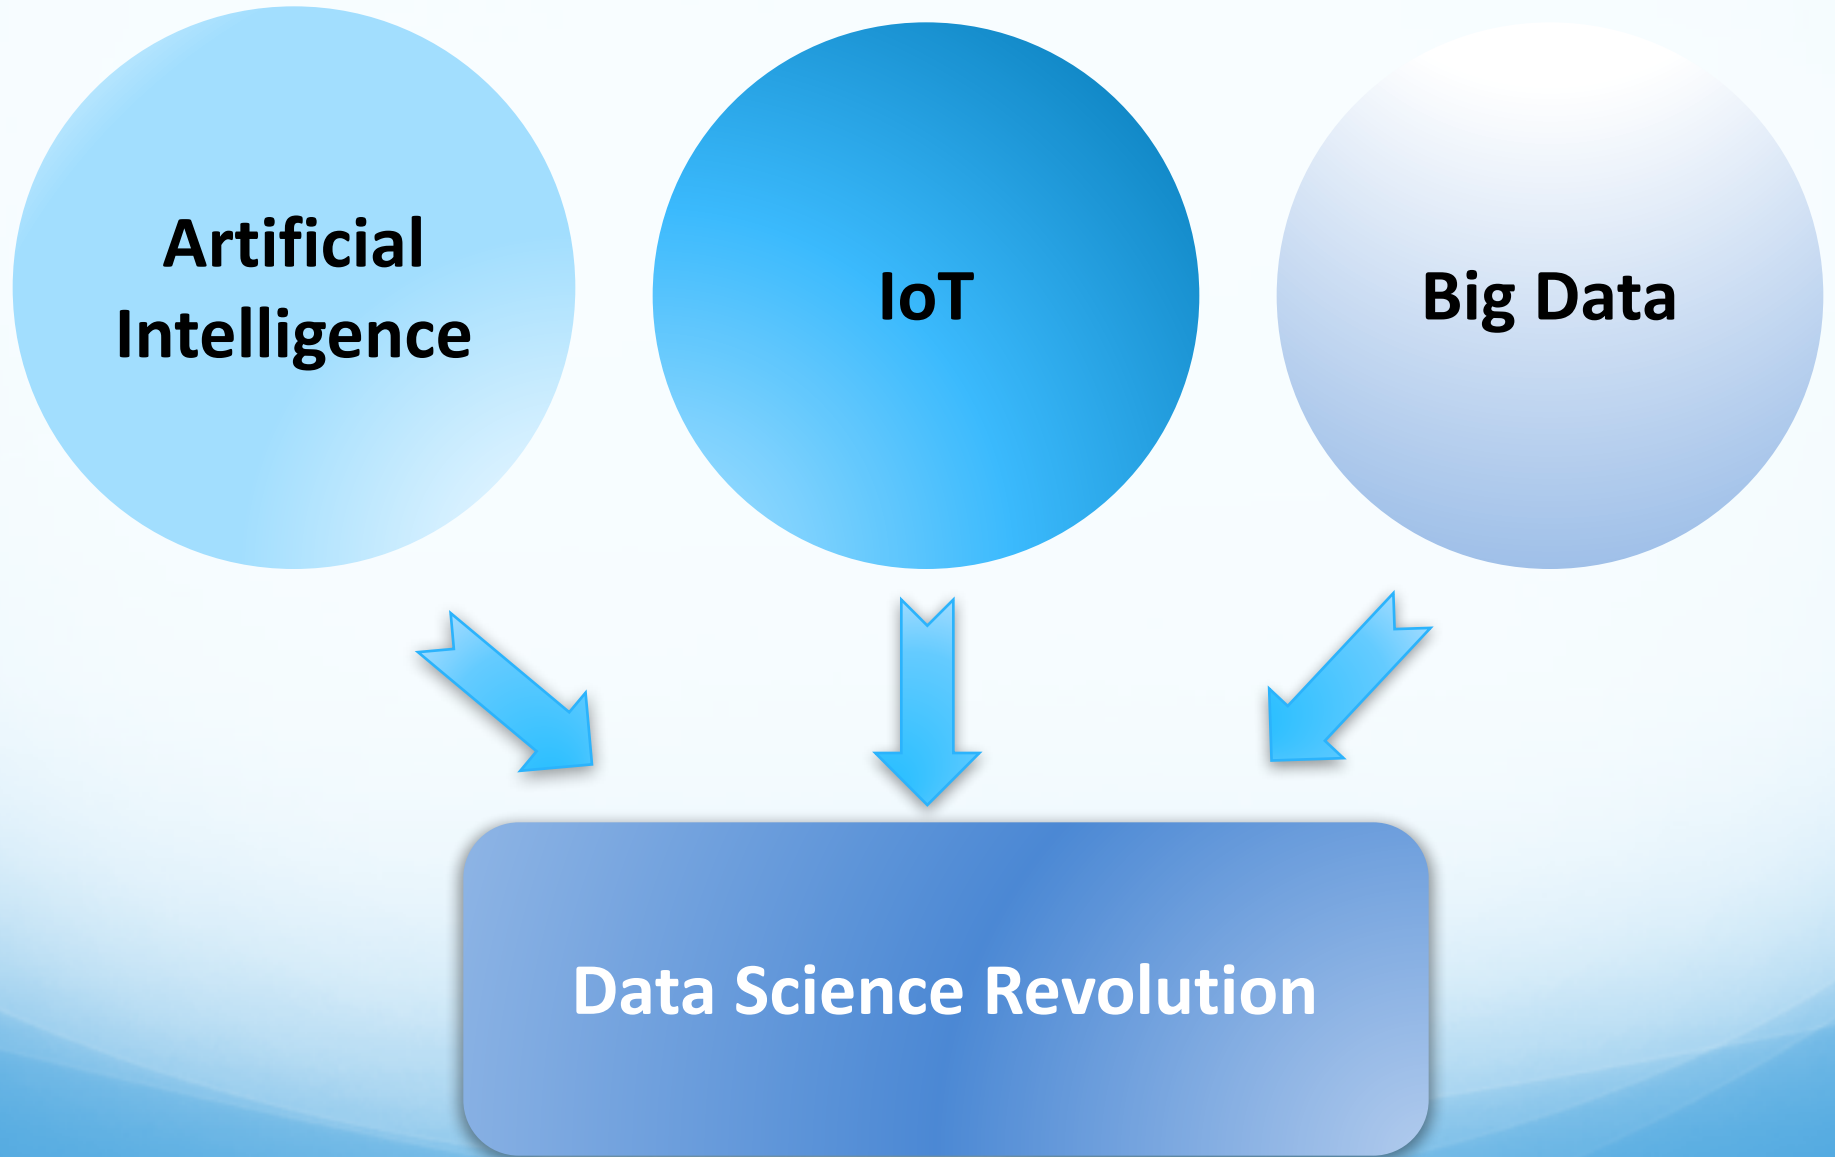 Artificial
Intelligence
IoT
Big Data
Data Science Revolution